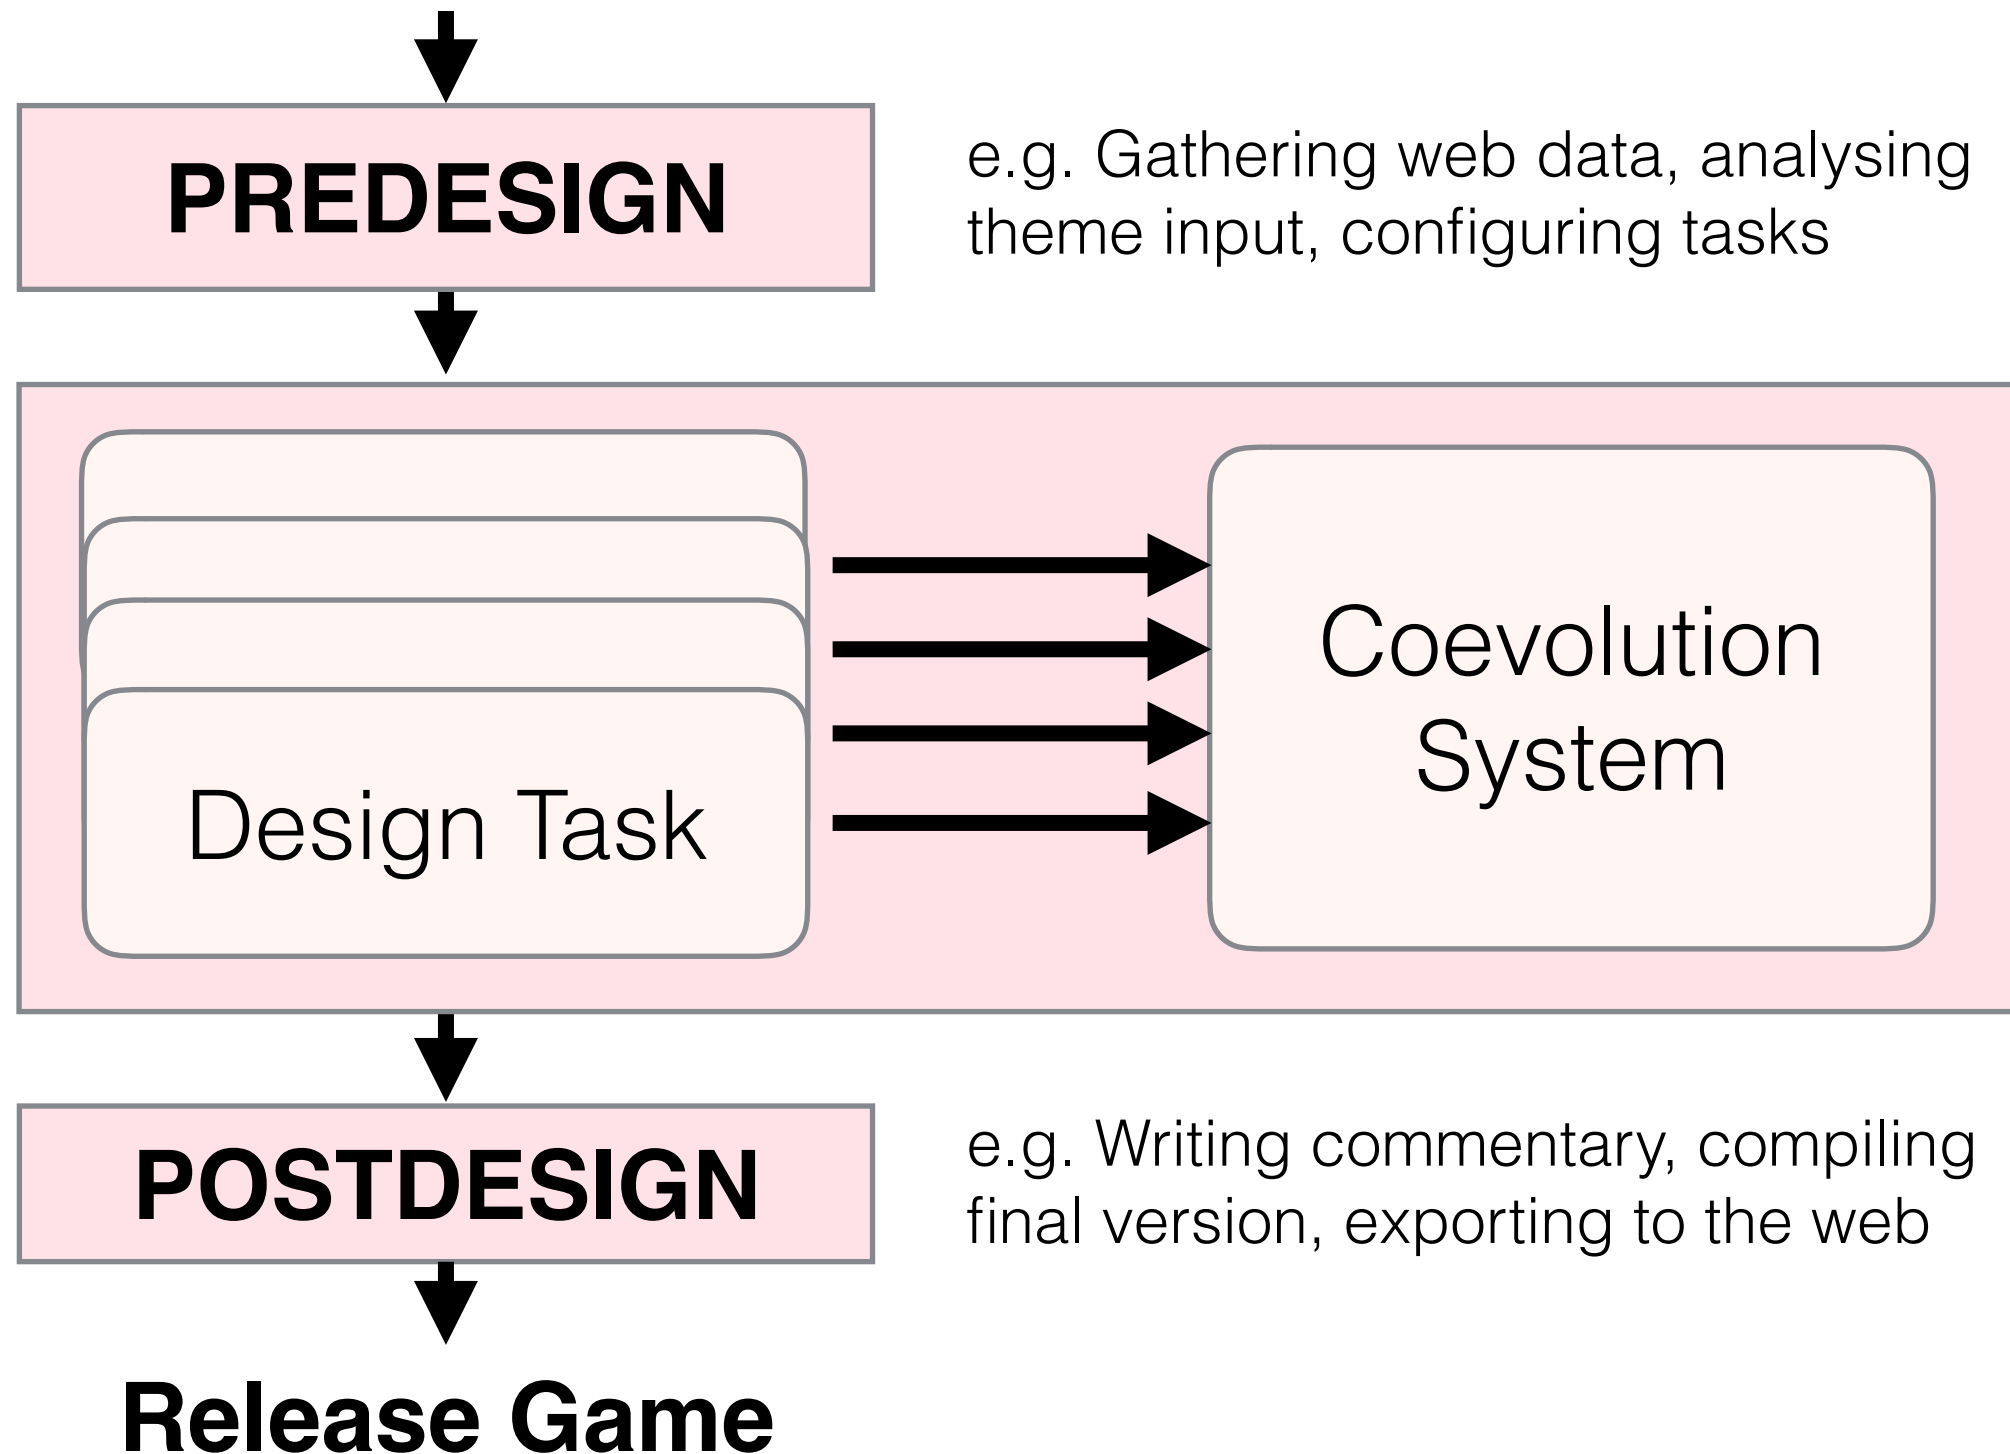 PREDESIGN
e.g. Gathering web data, analysing
theme input, configuring tasks
Design Task
Coevolution
System
POSTDESIGN
e.g. Writing commentary, compiling
final version, exporting to the web
Release Game